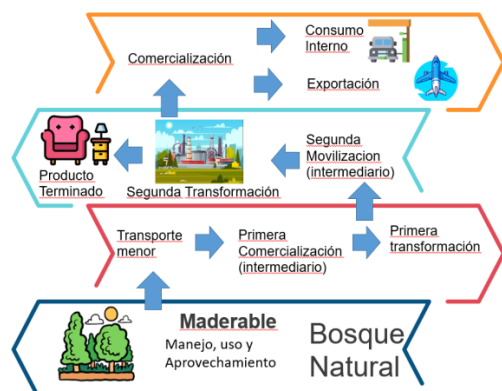 Comercialización
Consumo
Interno
Exportación
Producto
Terminado
Segunda Transformación
Segunda
Movilizacion
(intermediario)
Transporte
menor
Primera
Comercialización
(intermediario)
Primera
transformación
Maderable
Manejo, uso y
Aprovechamiento
Bosque
Natural